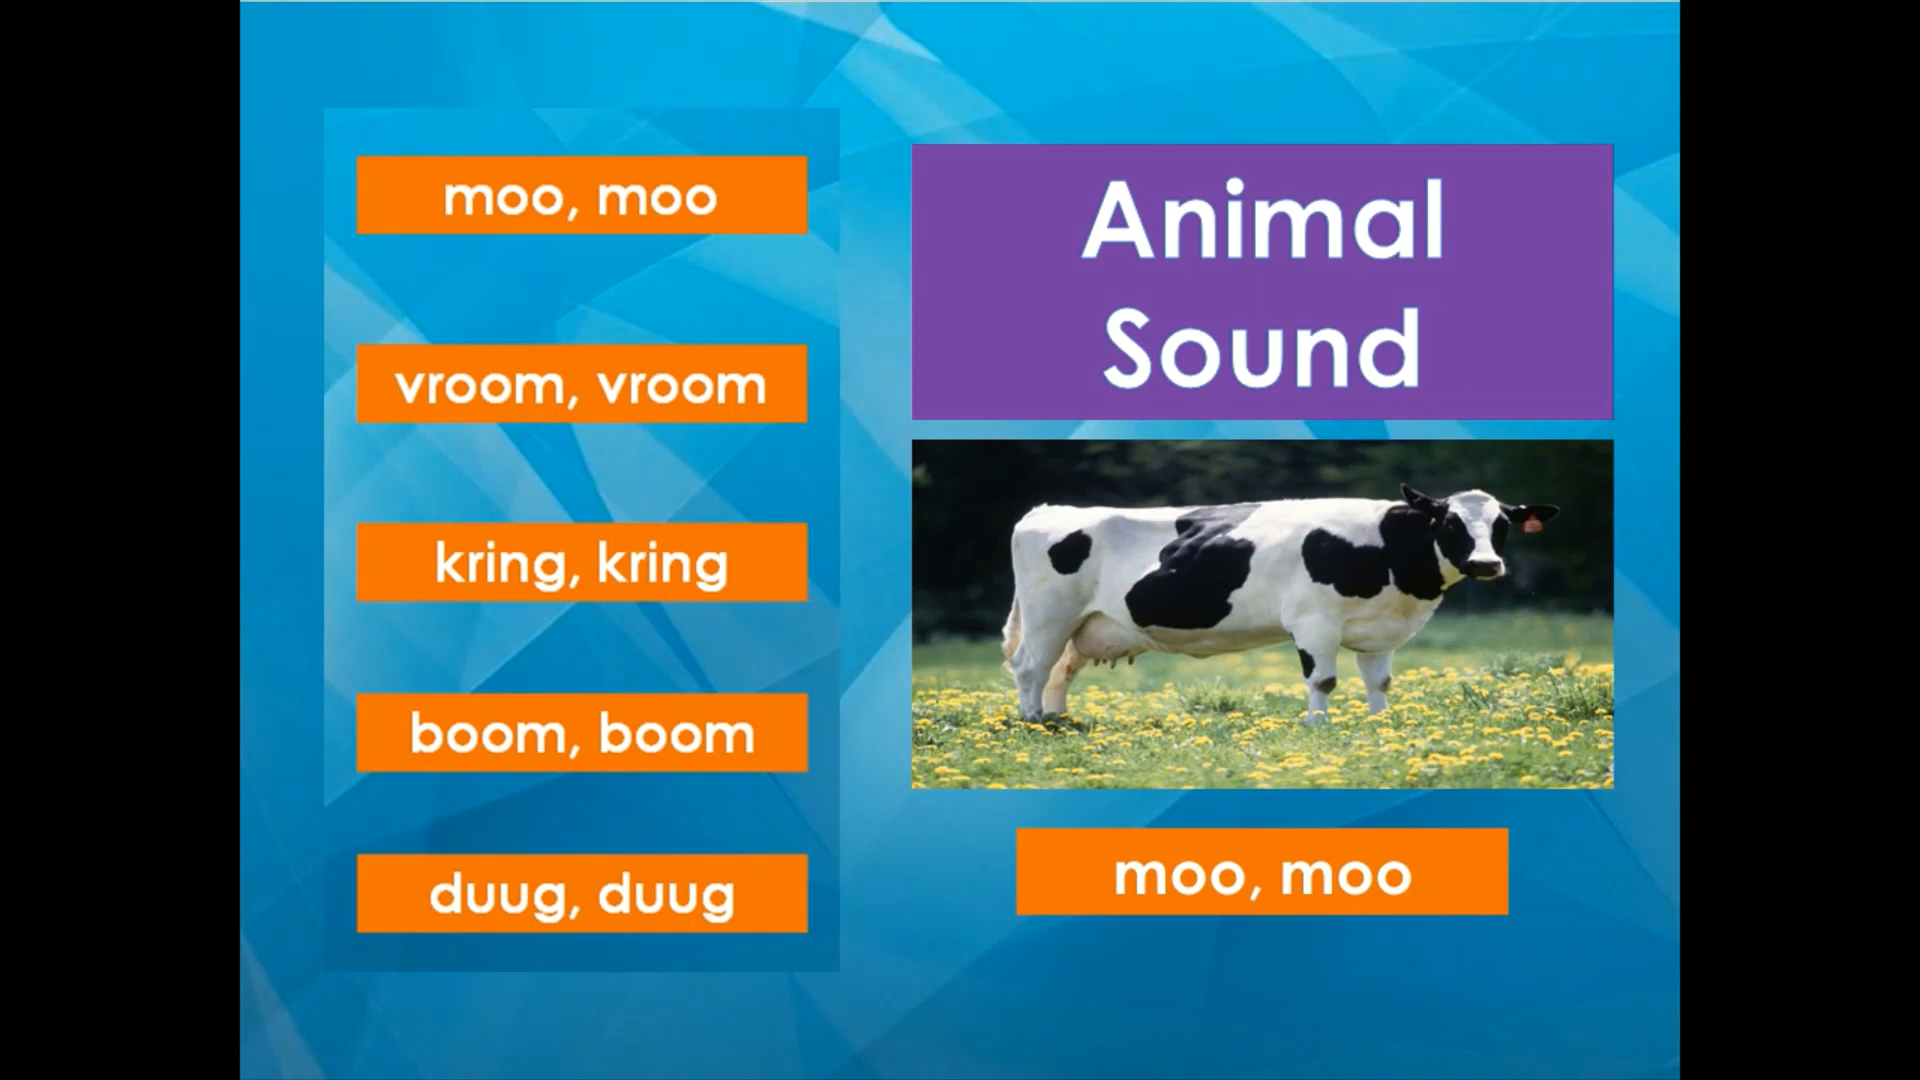 moo, moo
vroom, vroom
kring, kring
boom, boom
duug, duug
Animal
Sound
moo, moo